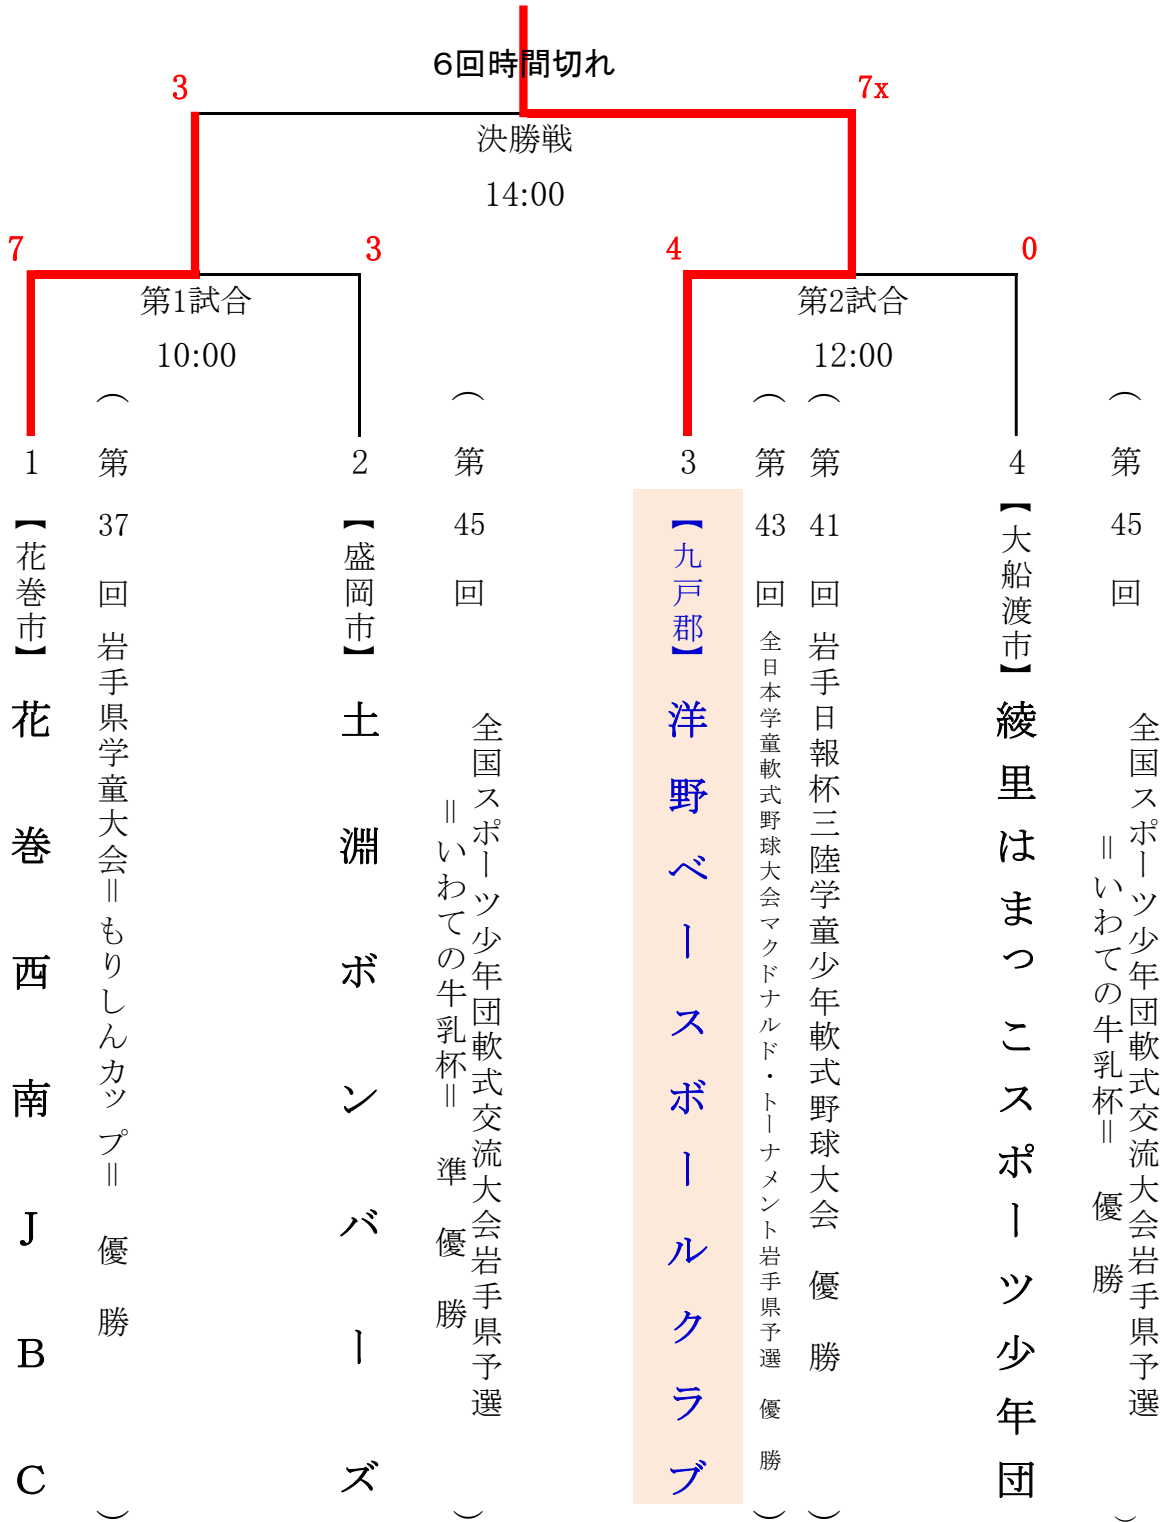 6回時間切れ
3
7x
決勝戦
14:00
7
3
4
0
第1試合
10:00
第2試合
12:00
1
【花巻市】
花巻西南JBC
（第37回岩手県学童大会＝もりしんカップ＝ 優勝）
2
【盛岡市】
土淵ボンバーズ
（第45回
全国スポーツ少年団軟式交流大会岩手県予選
＝いわての牛乳杯＝ 準優勝
）
3
【九戸郡】
洋野ベースボールクラブ
（第41回岩手日報杯三陸学童少年軟式野球大会 優勝）
（第43回全日本学童軟式野球大会マクドナルド・トーナメント岩手県予選 優勝）
4
【大船渡市】
綾里はまっこスポーツ少年団
（第45回
全国スポーツ少年団軟式交流大会岩手県予選
＝いわての牛乳杯＝ 優勝
）